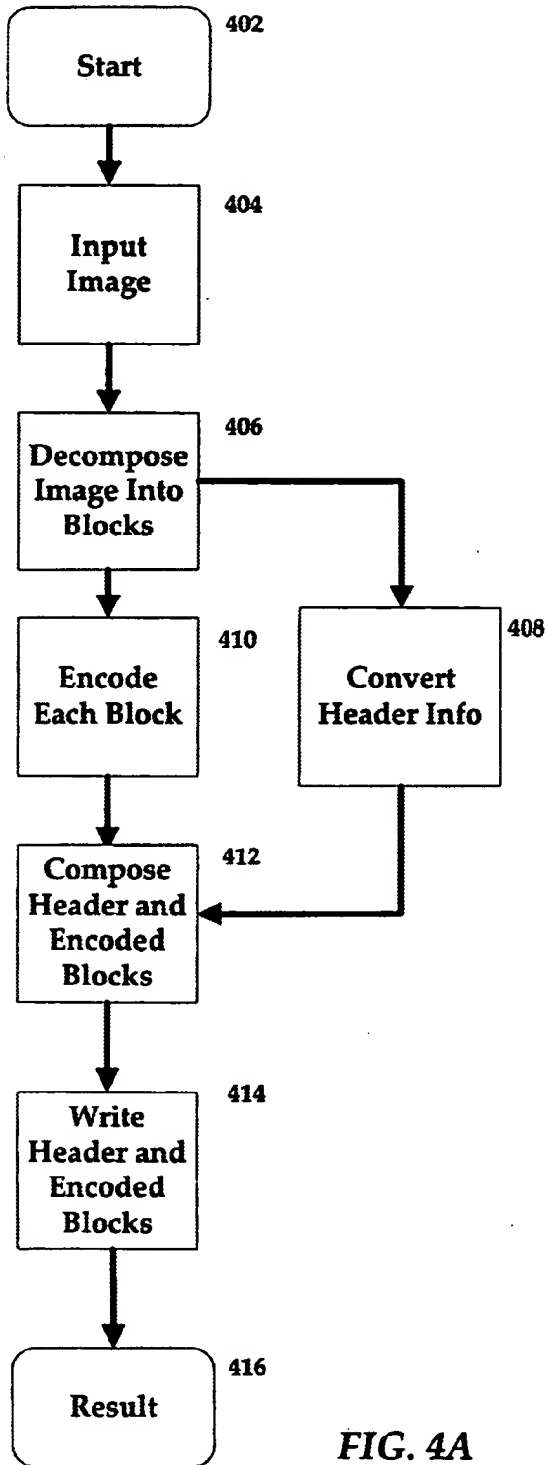 402
Start
404
Input
Image
406
Decompose
Image Into
Blocks
410
Encode
Each Block
408
Convert
Header Info
412
Compose
Header and
Encoded
Blocks
414
Write
Header and
Encoded
Blocks
416
Result
FIG. 4A